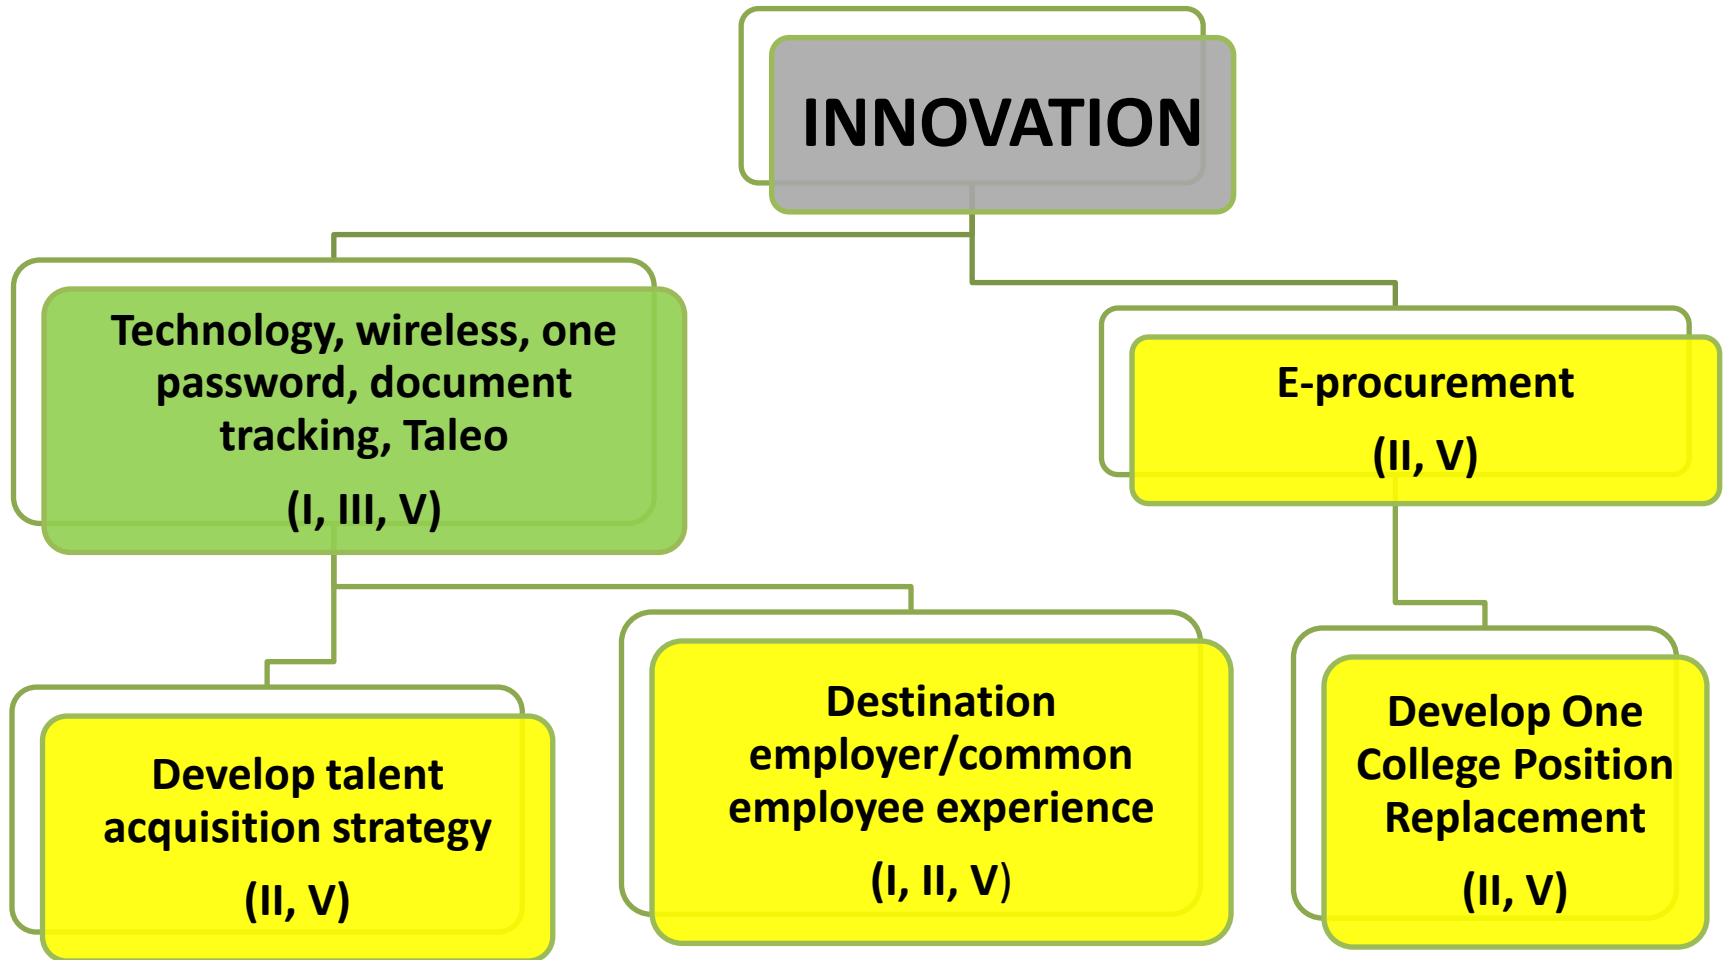 INNOVATION
Technology, wireless, one
password, document
tracking, Taleo
(I, III, V)
E-procurement
(II, V)
Develop talent
acquisition strategy
(II, V)
Destination
employer/common
employee experience
(I, II, V)
Develop One
College Position
Replacement
(II, V)